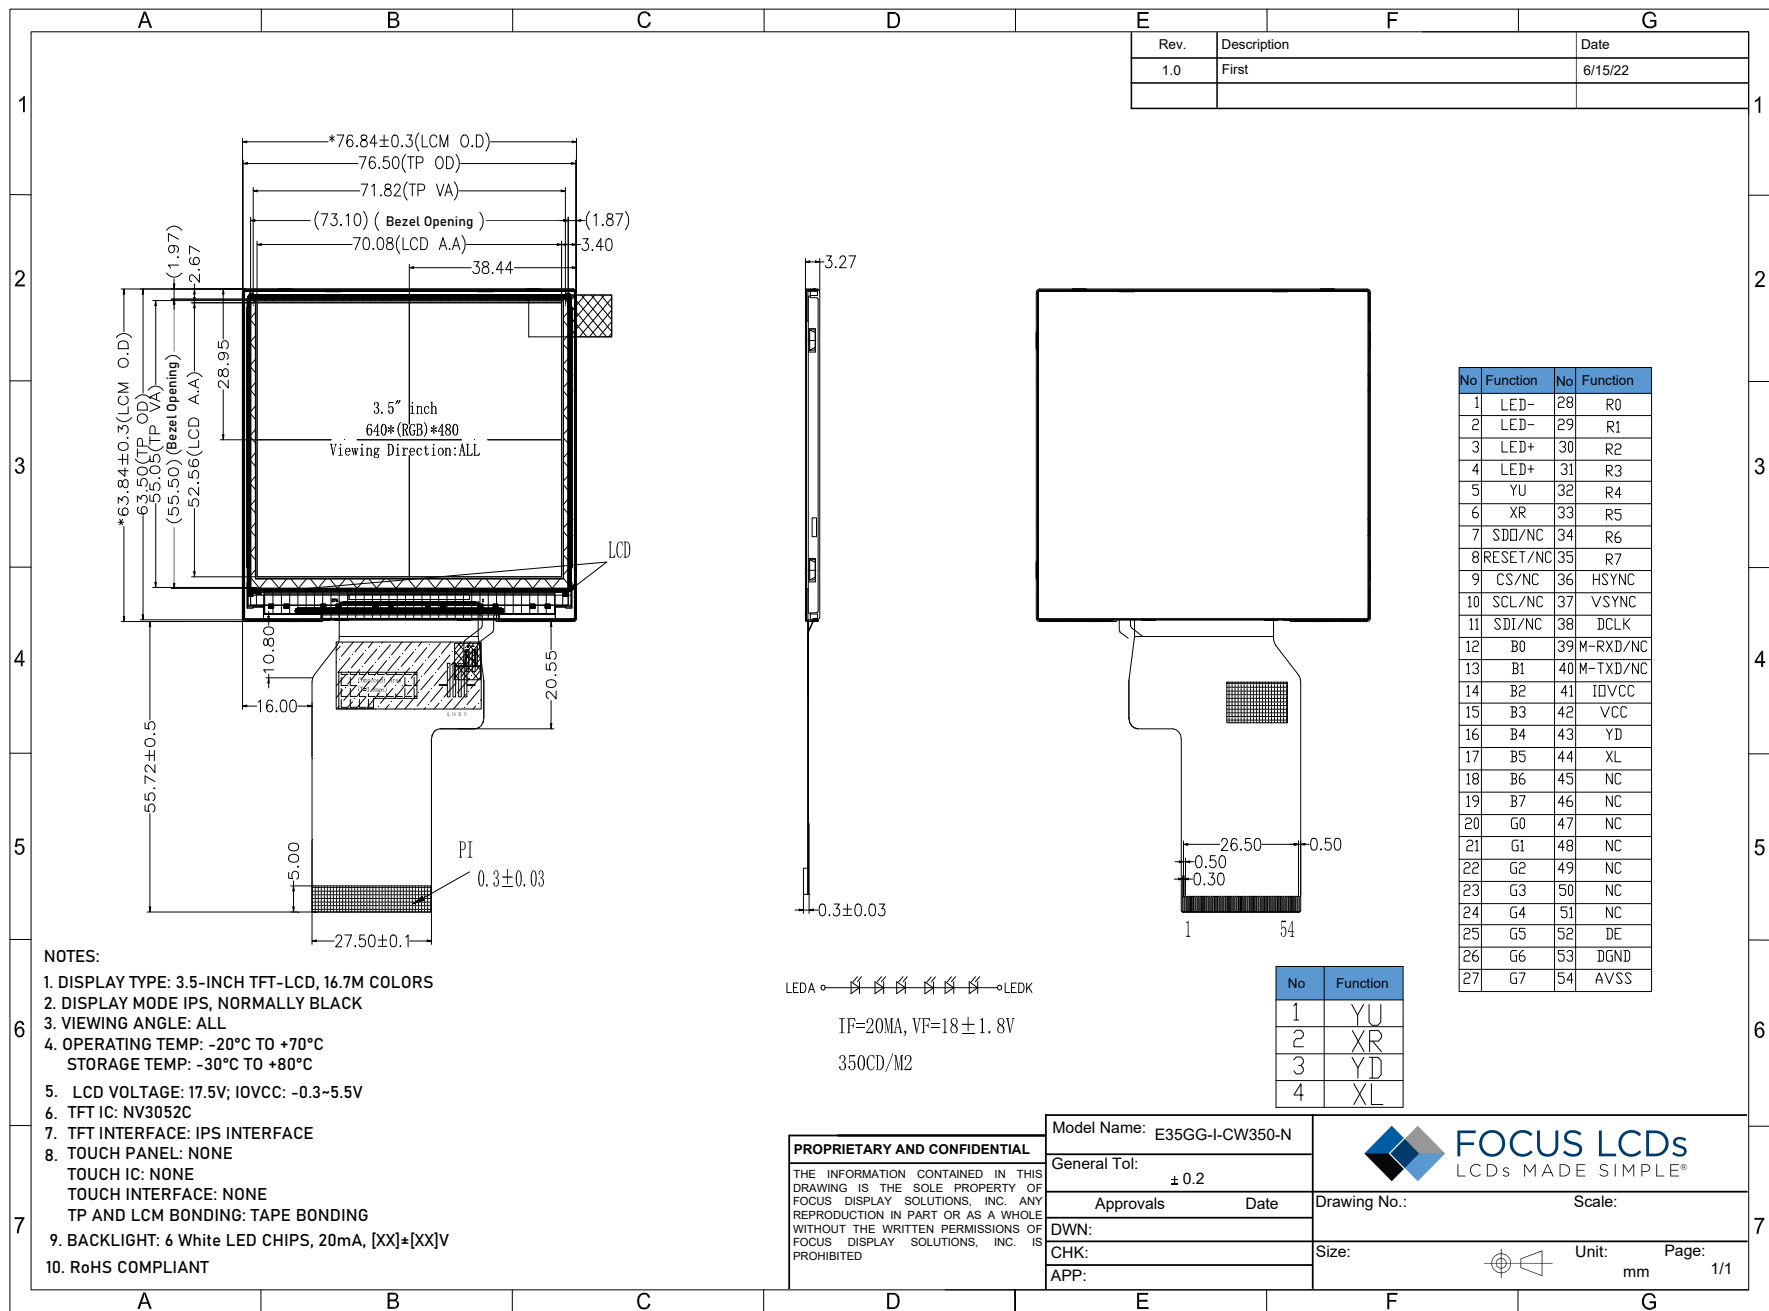 A B C D E F G
Rev. Description Date
1.0 First 6/15/22
1 1
2 2
3 3
4 4
5 5
6 6
7 7
*76.84±0.3(LCM O.D)
76.50(TP OD)
71.82(TP VA)
(73.10) ( Bezel Opening ) (1.87)
70.08(LCD A.A) 3.40
38.44
(1.97)
2.67
*63.84±0.3(LCM O.D)
63.50(TP OD)
55.05(TP VA)
(55.50) (Bezel Opening)
52.56(LCD A.A)
28.95
3.5" inch
640*(RGB)*480
Viewing Direction:ALL
LCD
10.80
16.00
20.55
55.72±0.5
5.00
PI
0.3±0.03
27.50±0.1
3.27
0.3±0.03
26.50 0.50
0.50
0.30
1 54
No Function No Function
1 LED- 28 R0
2 LED- 29 R1
3 LED+ 30 R2
4 LED+ 31 R3
5 YU 32 R4
6 XR 33 R5
7 SDO/NC 34 R6
8 RESET/NC 35 R7
9 CS/NC 36 HSYNC
10 SCL/NC 37 VSYNC
11 SDI/NC 38 DCLK
12 B0 39 M-RXD/NC
13 B1 40 M-TXD/NC
14 B2 41 IOVCC
15 B3 42 VCC
16 B4 43 YD
17 B5 44 XL
18 B6 45 NC
19 B7 46 NC
20 G0 47 NC
21 G1 48 NC
22 G2 49 NC
23 G3 50 NC
24 G4 51 NC
25 G5 52 DE
26 G6 53 DGND
27 G7 54 AVSS
NOTES:
1. DISPLAY TYPE: 3.5-INCH TFT-LCD, 16.7M COLORS
2. DISPLAY MODE IPS, NORMALLY BLACK
3. VIEWING ANGLE: ALL
4. OPERATING TEMP: -20°C TO +70°C
STORAGE TEMP: -30°C TO +80°C
5. LCD VOLTAGE: 17.5V; IOVCC: -0.3~5.5V
6. TFT IC: NV3052C
7. TFT INTERFACE: IPS INTERFACE
8. TOUCH PANEL: NONE
TOUCH IC: NONE
TOUCH INTERFACE: NONE
TP AND LCM BONDING: TAPE BONDING
9. BACKLIGHT: 6 White LED CHIPS, 20mA, [XX]±[XX]V
10. RoHS COMPLIANT
LEDA LEDK
IF=20MA, VF=18±1.8V
350CD/M2
No Function
1 YU
2 XR
3 YD
4 XL
PROPRIETARY AND CONFIDENTIAL
THE INFORMATION CONTAINED IN THIS
DRAWING IS THE SOLE PROPERTY OF
FOCUS DISPLAY SOLUTIONS, INC. ANY
REPRODUCTION IN PART OR AS A WHOLE
WITHOUT THE WRITTEN PERMISSIONS OF
FOCUS DISPLAY SOLUTIONS, INC. IS
PROHIBITED
Model Name: E35GG-I-CW350-N
General Tol:
± 0.2
Approvals Date
DWN:
CHK:
APP:
FOCUS LCDs
LCDs MADE SIMPLE®
Drawing No.: Scale:
Size: Unit: mm Page: 1/1
A B C D E F G